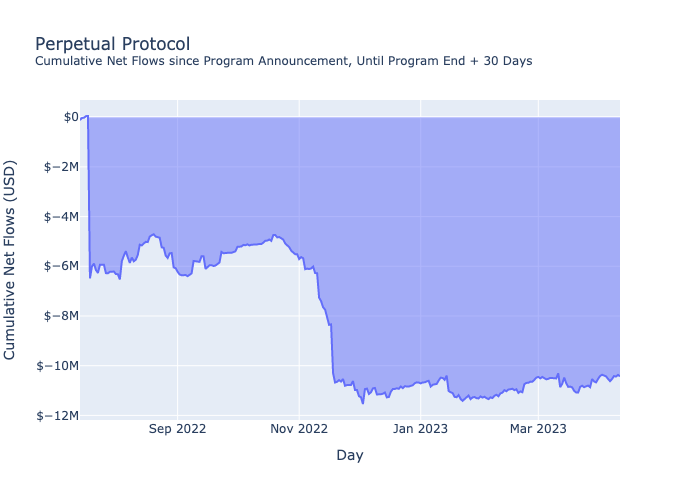 Perpetual Protocol
Cumulative Net Flows since Program Announcement, Until Program End + 30 Days
Cumulative Net Flows (USD)
$0
$−2M
$−4M
$−6M
$−8M
$−10M
$−12M
Sep 2022
Nov 2022
Jan 2023
Mar 2023
Day